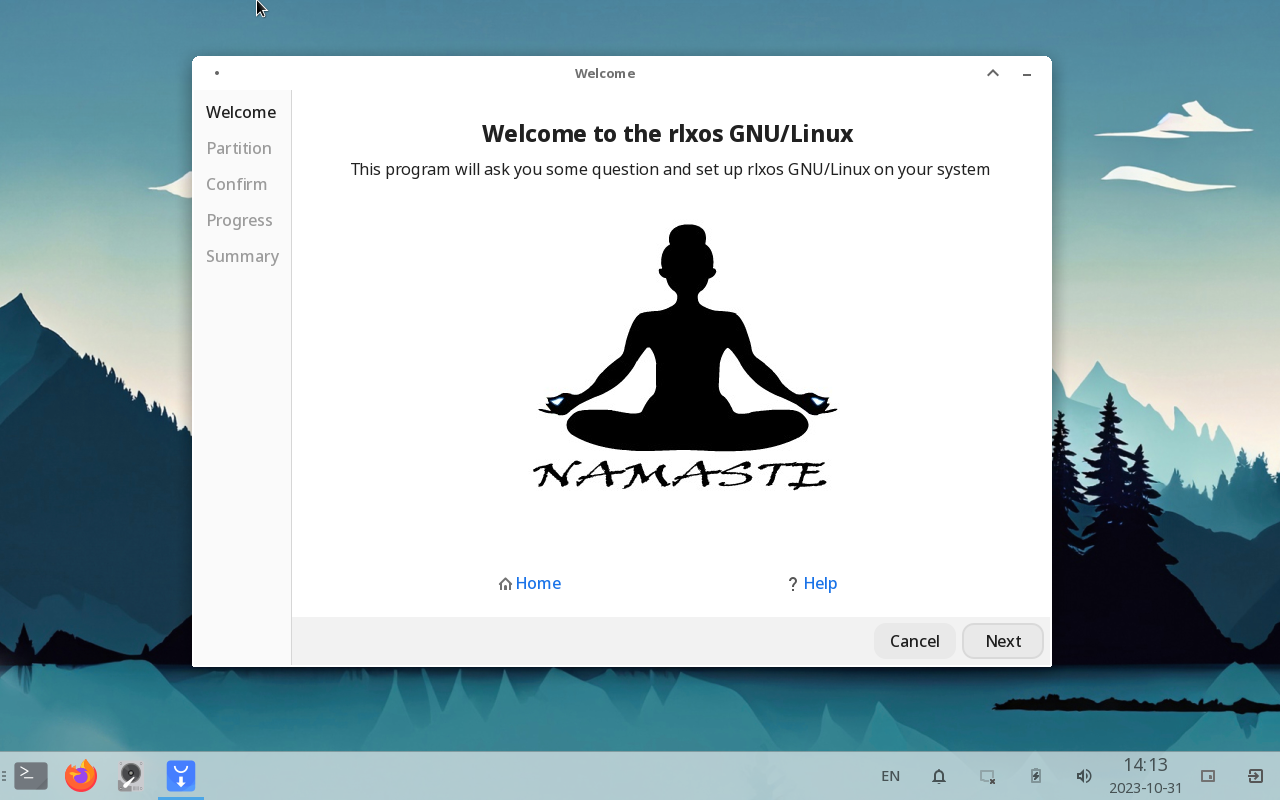 Welcome
Welcome
Partition
Confirm
Progress
Summary
Welcome to the rlxos GNU/Linux
This program will ask you some question and set up rlxos GNU/Linux on your system
NAMASTE
Home
? Help
Cancel
Next
>_
EN
14:13
2023-10-31